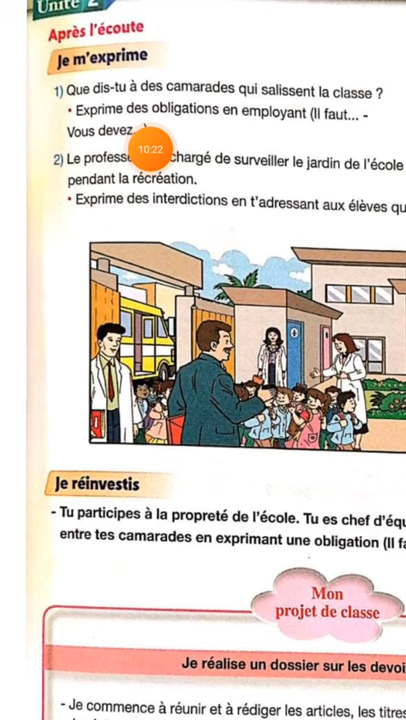 Unité 2
Après l'écoute
Je m'exprime
1) Que dis-tu à des camarades qui salissent la classe ?
• Exprime des obligations en employant (Il faut... -
Vous devez
10:22
2) Le profess chargé de surveiller le jardin de l'école
pendant la récréation.
• Exprime des interdictions en t'adressant aux élèves qu
Je réinvestis
- Tu participes à la propreté de l'école. Tu es chef d'équ
entre tes camarades en exprimant une obligation (Il fa
Mon
projet de classe
Je réalise un dossier sur les devoi
- Je commence à réunir et à rédiger les articles, les titres